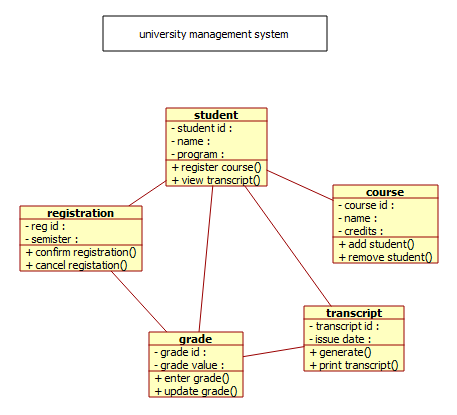 university management system
student
- student id :
- name :
- program :
+ register course()
+ view transcript()
registration
- reg id :
- semister :
+ confirm registration()
+ cancel registation()
course
- course id :
- name :
- credits :
+ add student()
+ remove student()
grade
- grade id :
- grade value :
+ enter grade()
+ update grade()
transcript
- transcript id :
- issue date :
+ generate()
+ print transcript()